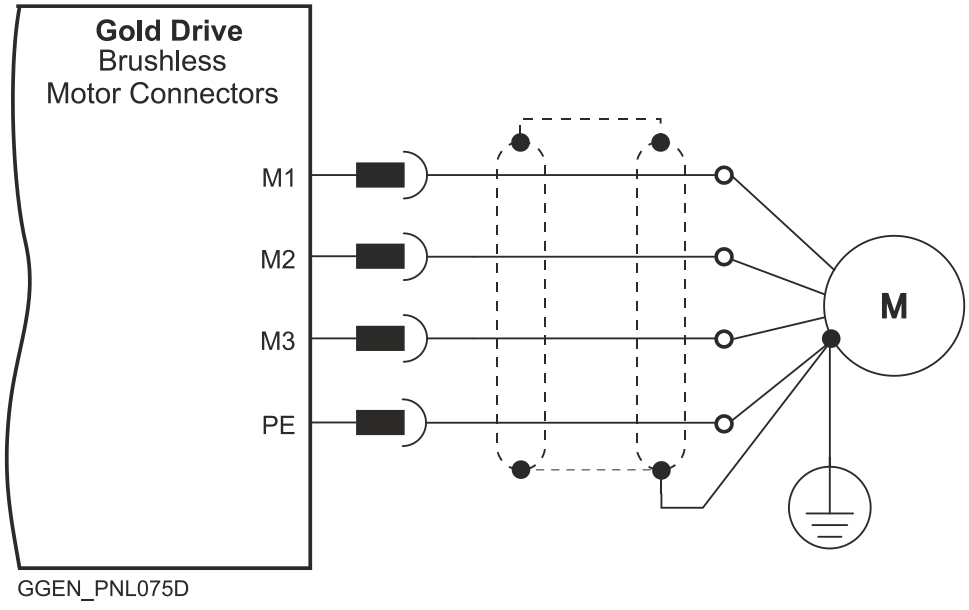 Gold Drive
Brushless
Motor Connectors
M1
M2
M3
PE
M
GGEN_PNL075D